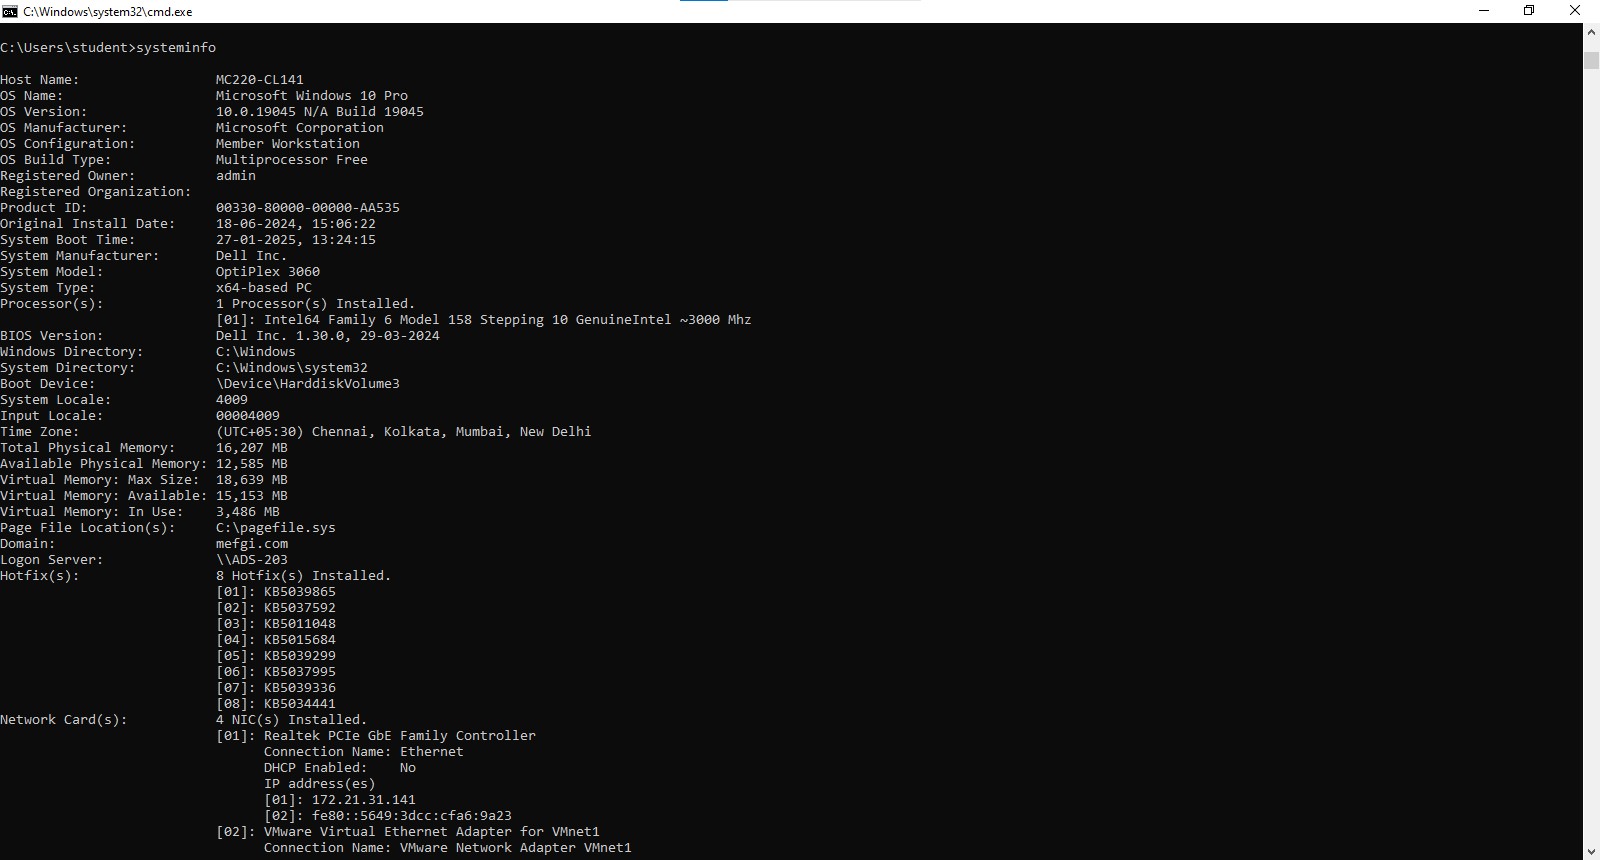 C:\Windows\system32\cmd.exe
C:\Users\student>systeminfo
Host Name: MC220-CL141
OS Name: Microsoft Windows 10 Pro
OS Version: 10.0.19045 N/A Build 19045
OS Manufacturer: Microsoft Corporation
OS Configuration: Member Workstation
OS Build Type: Multiprocessor Free
Registered Owner: admin
Registered Organization:
Product ID: 00330-80000-00000-AA535
Original Install Date: 18-06-2024, 15:06:22
System Boot Time: 27-01-2025, 13:24:15
System Manufacturer: Dell Inc.
System Model: OptiPlex 3060
System Type: x64-based PC
Processor(s): 1 Processor(s) Installed.
[01]: Intel64 Family 6 Model 158 Stepping 10 GenuineIntel ~3000 Mhz
BIOS Version: Dell Inc. 1.30.0, 29-03-2024
Windows Directory: C:\Windows
System Directory: C:\Windows\system32
Boot Device: \Device\HarddiskVolume3
System Locale: 4009
Input Locale: 00004009
Time Zone: (UTC+05:30) Chennai, Kolkata, Mumbai, New Delhi
Total Physical Memory: 16,207 MB
Available Physical Memory: 12,585 MB
Virtual Memory: Max Size: 18,639 MB
Virtual Memory: Available: 15,153 MB
Virtual Memory: In Use: 3,486 MB
Page File Location(s): C:\pagefile.sys
Domain: mefgi.com
Logon Server: \\ADS-203
Hotfix(s): 8 Hotfix(s) Installed.
[01]: KB5039865
[02]: KB5037592
[03]: KB5011048
[04]: KB5015684
[05]: KB5039299
[06]: KB5037995
[07]: KB5039336
[08]: KB5034441
Network Card(s): 4 NIC(s) Installed.
[01]: Realtek PCIe GbE Family Controller
Connection Name: Ethernet
DHCP Enabled: No
IP address(es)
[01]: 172.21.31.141
[02]: fe80::5649:3dcc:cfa6:9a23
[02]: VMware Virtual Ethernet Adapter for VMnet1
Connection Name: VMware Network Adapter VMnet1